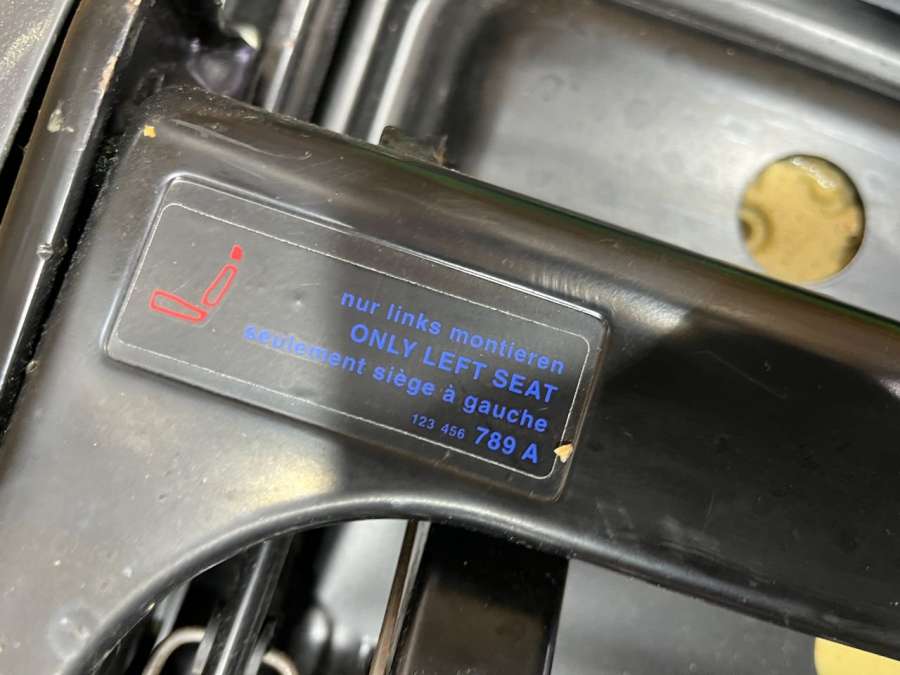 nur links montieren
ONLY LEFT SEAT
seulement siège à gauche
123 456 789 A